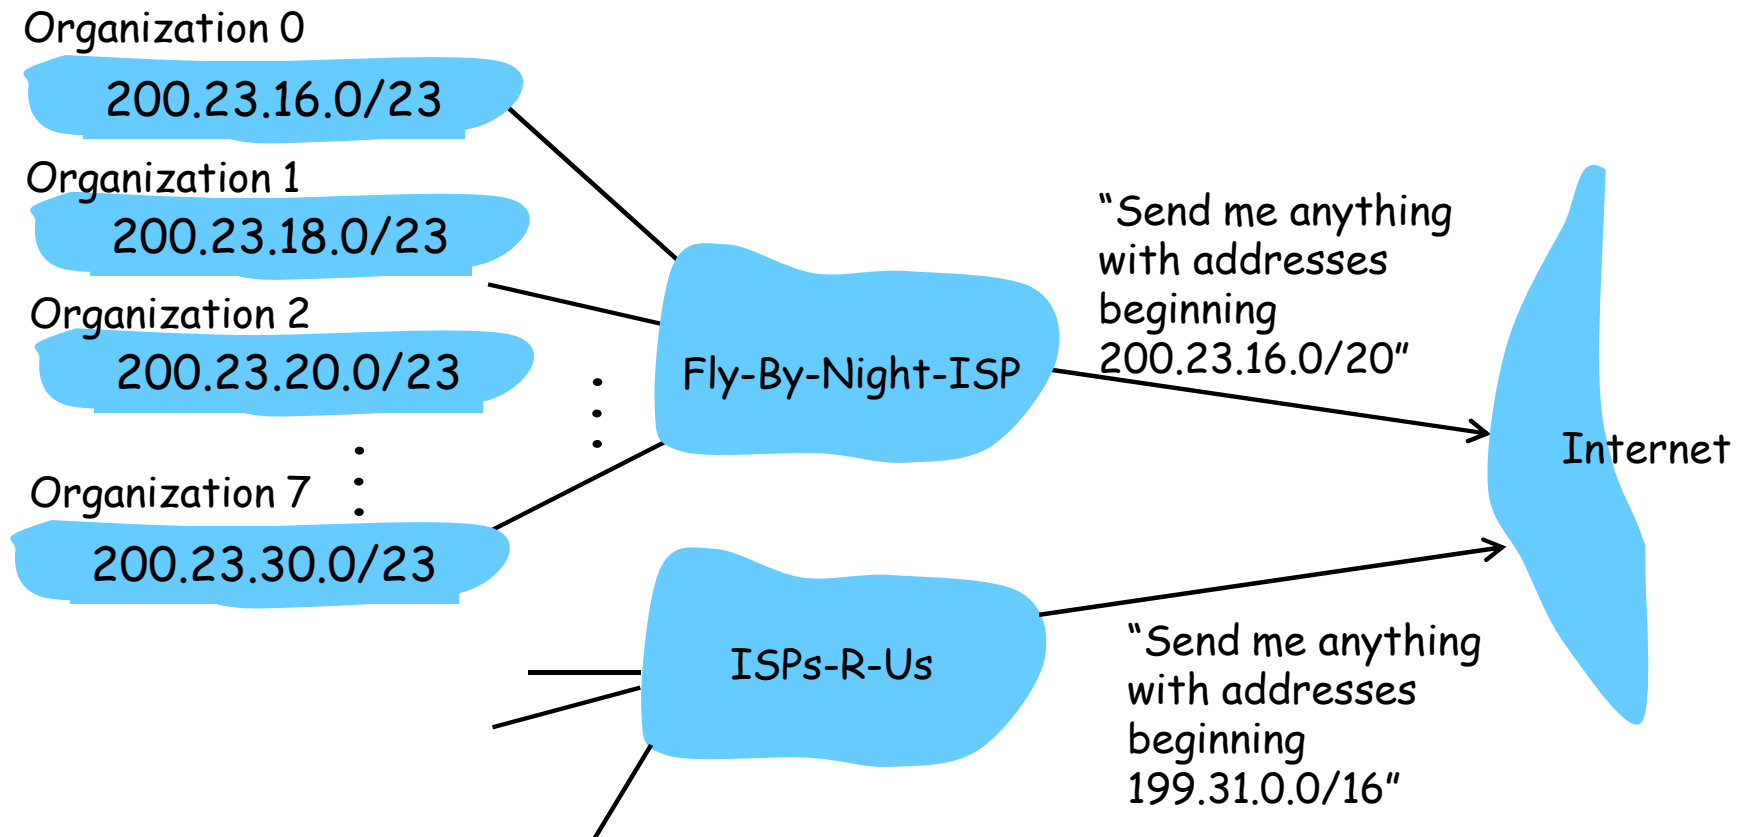 Organization 0
200.23.16.0/23
Organization 1
200.23.18.0/23
Organization 2
200.23.20.0/23
Organization 7
200.23.30.0/23
Fly-By-Night-ISP
“Send me anything
with addresses
beginning
200.23.16.0/20”
Internet
ISPs-R-Us
“Send me anything
with addresses
beginning
199.31.0.0/16”